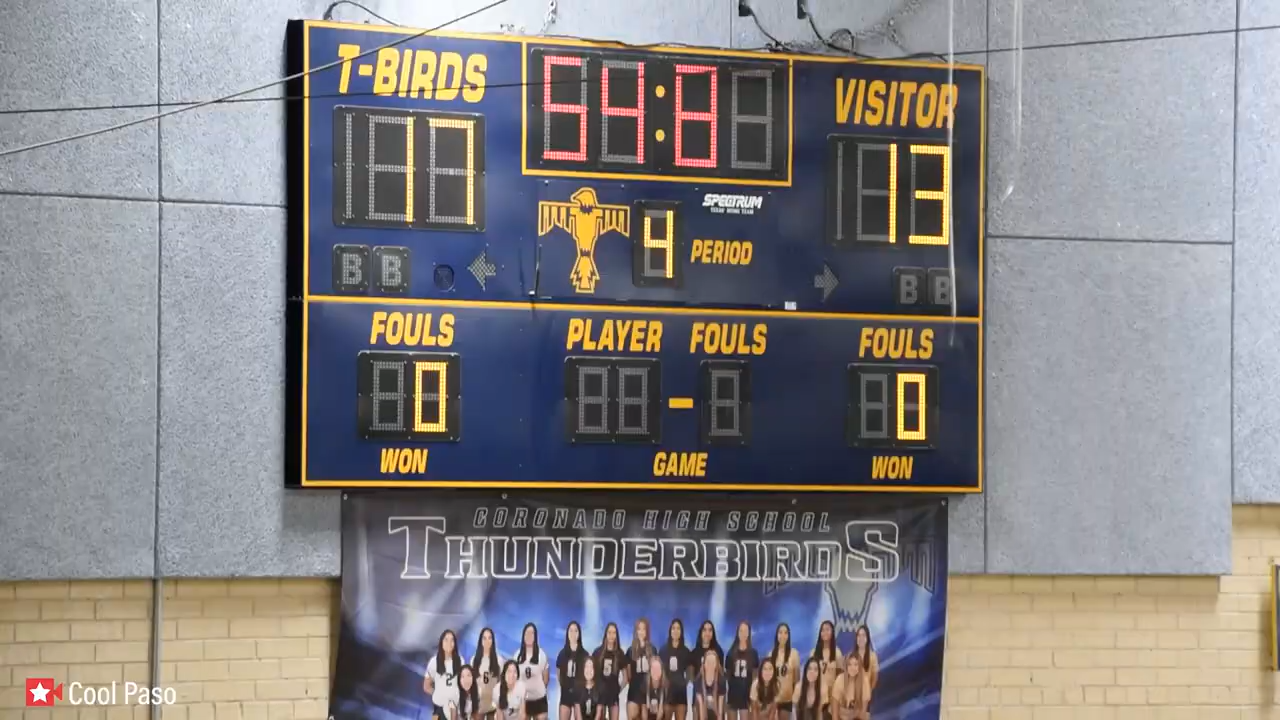 T-BIRDS
VISITOR
54:8
17
13
SPECTRUM
4
PERIOD
B B
B B
FOULS
PLAYER FOULS
FOULS
0
-
0
WON
GAME
WON
CORONADO HIGH SCHOOL
THUNDERBIRDS
Cool Paso